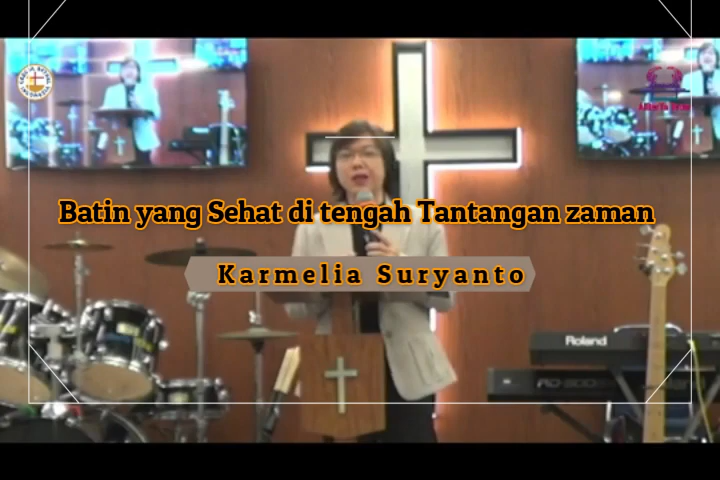 Batin yang Sehat di tengah Tantangan zaman
Karmelia Suryanto
Roland